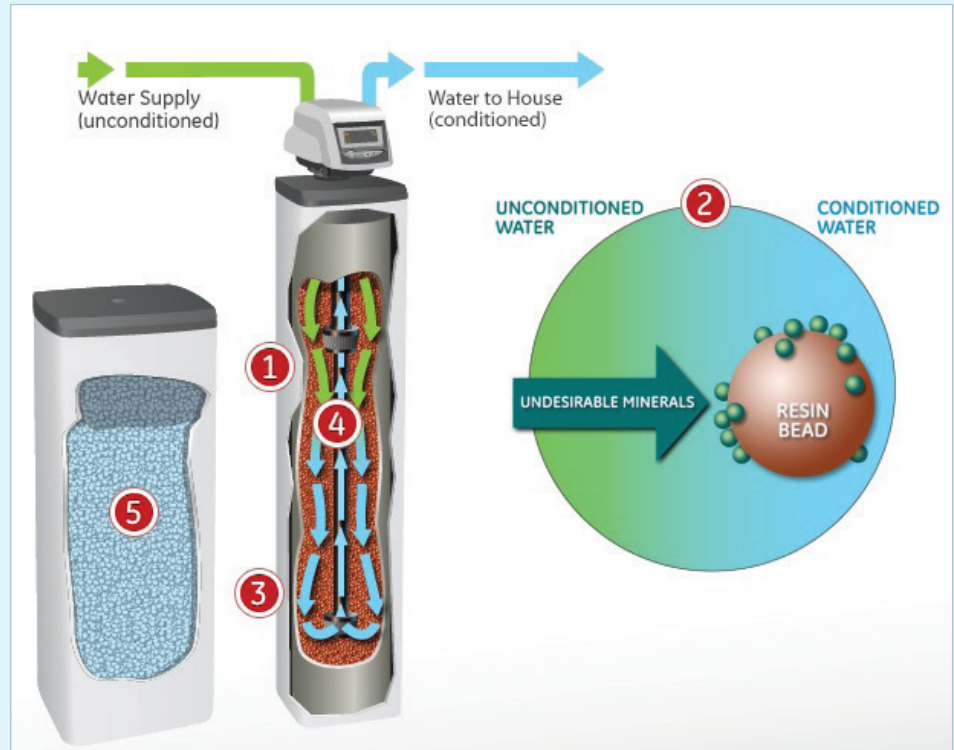 Water Supply
(unconditioned)
Water to House
(conditioned)
2
UNCONDITIONED
WATER
CONDITIONED
WATER
1
UNDESIRABLE MINERALS
RESIN
BEAD
4
5
3